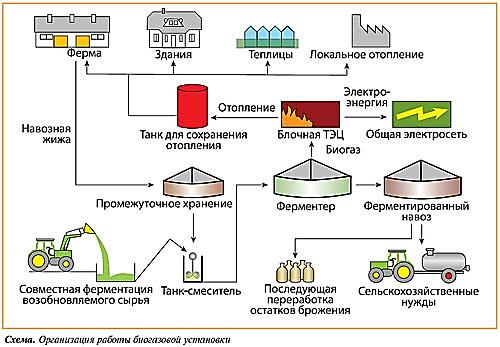 Ферма
Здания
Теплицы
Локальное отопление
Электро-
энергия
Отопление
Танк для сохранения
отопления
Блочная ТЭЦ
Общая электросеть
Биогаз
Навозная
жижа
Промежуточное хранение
Ферментер
Ферментированный
навоз
Совместная ферментация
возобновляемого сырья
Танк-смеситель
Последующая
переработка
остатков брожения
Сельскохозяйственные
нужды
Схема. Организация работы биогазовой установки